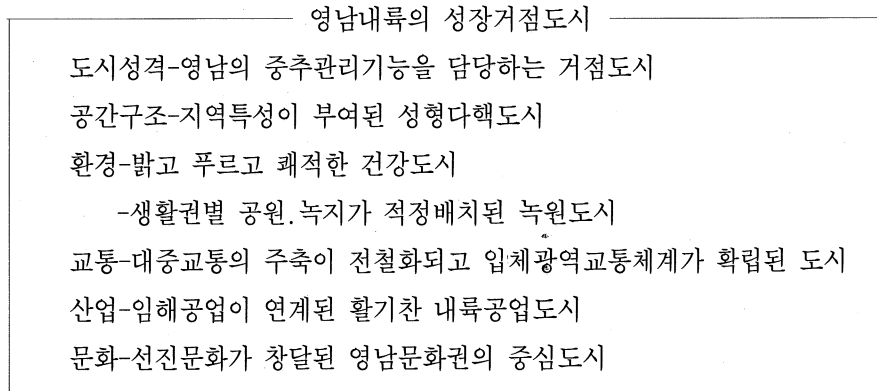 영남내륙의 성장거점도시
도시성격-영남의 중추관리기능을 담당하는 거점도시
공간구조-지역특성이 부여된 성형다핵도시
환경-밝고 푸르고 쾌적한 건강도시
-생활권별 공원.녹지가 적정배치된 녹원도시
교통-대중교통의 주축이 전철화되고 입체광역교통체계가 확립된 도시
산업-임해공업이 연계된 활기찬 내륙공업도시
문화-선진문화가 창달된 영남문화권의 중심도시